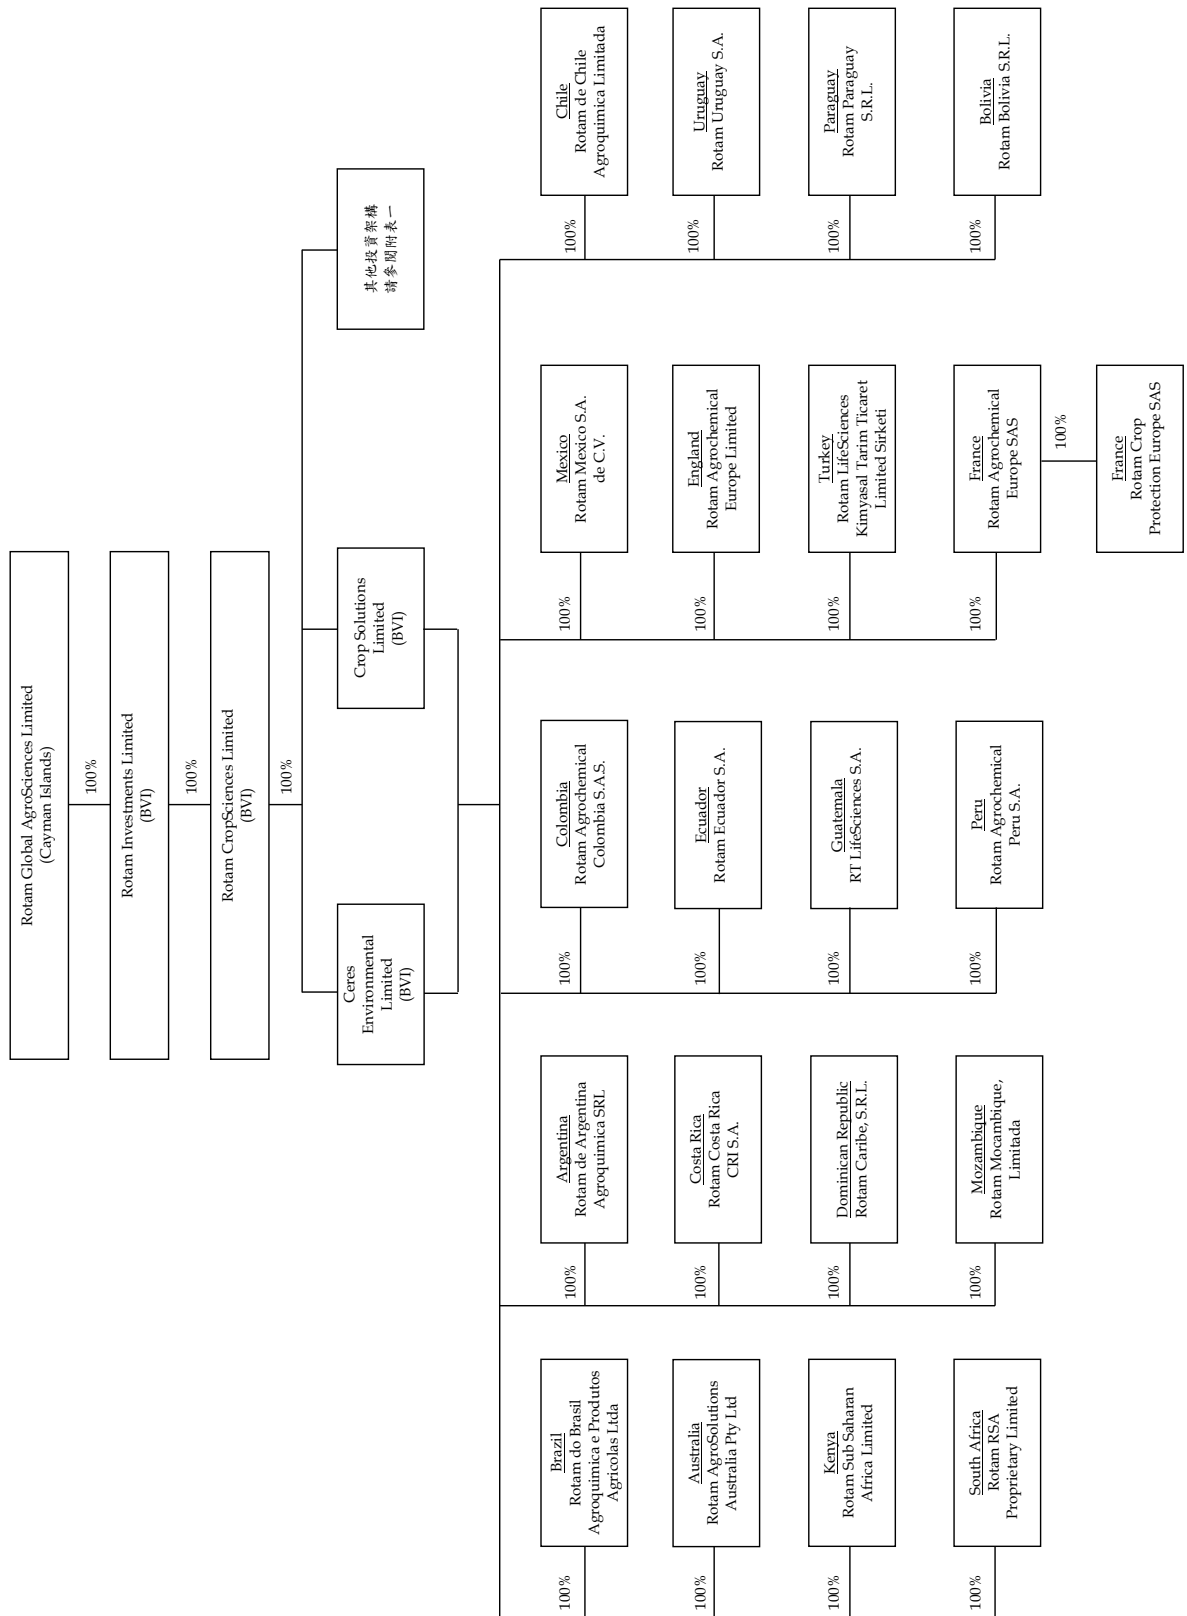 Rotam Global AgroSciences Limited
(Cayman Islands)
100%
Rotam Investments Limited
(BVI)
100%
Rotam CropSciences Limited
(BVI)
100%
Ceres
Environmental
Limited
(BVI)
Crop Solutions
Limited
(BVI)
其他投資架構
請參閱附表一
100%
Brazil
Rotam do Brasil
Agroquimica e Produtos
Agricolas Ltda
100%
Argentina
Rotam de Argentina
Agroquimica SRL
100%
Colombia
Rotam Agrochemical
Colombia S.A.S.
100%
Mexico
Rotam Mexico S.A.
de C.V.
100%
Chile
Rotam de Chile
Agroquimica Limitada
100%
Australia
Rotam AgroSolutions
Australia Pty Ltd
100%
Costa Rica
Rotam Costa Rica
CRI S.A.
100%
Ecuador
Rotam Ecuador S.A.
100%
England
Rotam Agrochemical
Europe Limited
100%
Uruguay
Rotam Uruguay S.A.
100%
Kenya
Rotam Sub Saharan
Africa Limited
100%
Dominican Republic
Rotam Caribe, S.R.L.
100%
Guatemala
RT LifeSciences S.A.
100%
Turkey
Rotam LifeSciences
Kimyasal Tarim Ticaret
Limited Sirketi
100%
Paraguay
Rotam Paraguay
S.R.L.
100%
South Africa
Rotam RSA
Proprietary Limited
100%
Mozambique
Rotam Mocambique,
Limitada
100%
Peru
Rotam Agrochemical
Peru S.A.
100%
France
Rotam Agrochemical
Europe SAS
100%
Bolivia
Rotam Bolivia S.R.L.
100%
France
Rotam Crop
Protection Europe SAS